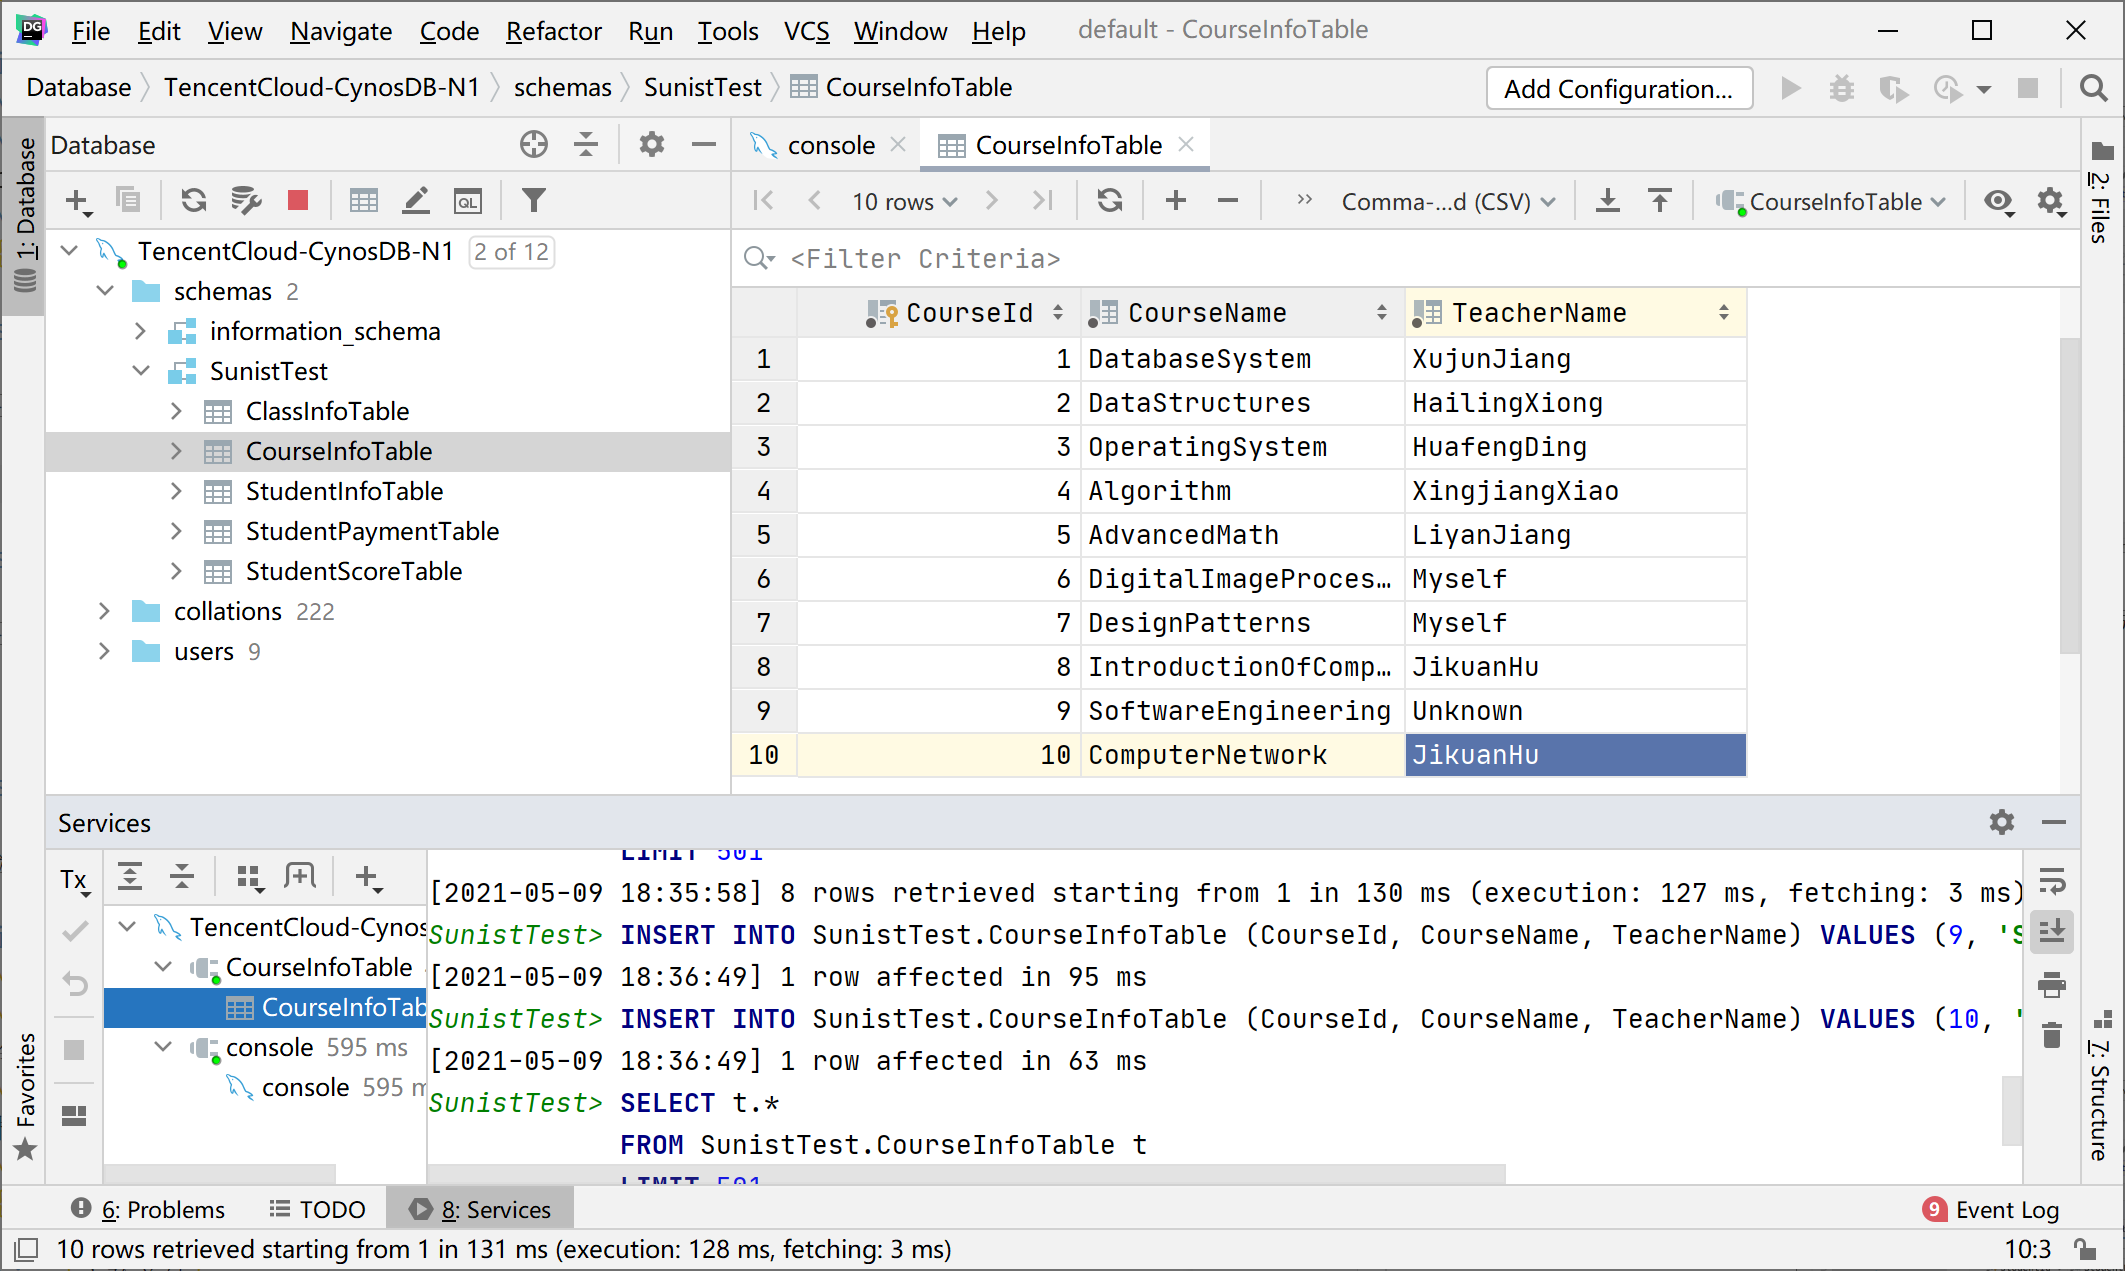 DG File Edit View Navigate Code Refactor Run Tools VCS Window Help default - CourseInfoTable
Database TencentCloud-CynosDB-N1 schemas SunistTest CourseInfoTable Add Configuration...
1: Database
Database
QL
TencentCloud-CynosDB-N1 2 of 12
schemas 2
information_schema
SunistTest
ClassInfoTable
CourseInfoTable
StudentInfoTable
StudentPaymentTable
StudentScoreTable
collations 222
users 9
console CourseInfoTable
10 rows Comma-...d (CSV) CourseInfoTable
<Filter Criteria>
CourseId CourseName TeacherName
1 1 DatabaseSystem XujunJiang
2 2 DataStructures HailingXiong
3 3 OperatingSystem HuafengDing
4 4 Algorithm XingjiangXiao
5 5 AdvancedMath LiyanJiang
6 6 DigitalImageProces… Myself
7 7 DesignPatterns Myself
8 8 IntroductionOfComp… JikuanHu
9 9 SoftwareEngineering Unknown
10 10 ComputerNetwork JikuanHu
2: Files
Services
Tx
TencentCloud-Cynos
CourseInfoTable
CourseInfoTab
console 595 ms
console 595 m
LIMIT 501
[2021-05-09 18:35:58] 8 rows retrieved starting from 1 in 130 ms (execution: 127 ms, fetching: 3 ms)
SunistTest> INSERT INTO SunistTest.CourseInfoTable (CourseId, CourseName, TeacherName) VALUES (9, 'S
[2021-05-09 18:36:49] 1 row affected in 95 ms
SunistTest> INSERT INTO SunistTest.CourseInfoTable (CourseId, CourseName, TeacherName) VALUES (10, '
[2021-05-09 18:36:49] 1 row affected in 63 ms
SunistTest> SELECT t.*
FROM SunistTest.CourseInfoTable t
LIMIT 501
Favorites
7: Structure
6: Problems TODO 8: Services 9 Event Log
10 rows retrieved starting from 1 in 131 ms (execution: 128 ms, fetching: 3 ms) 10:3